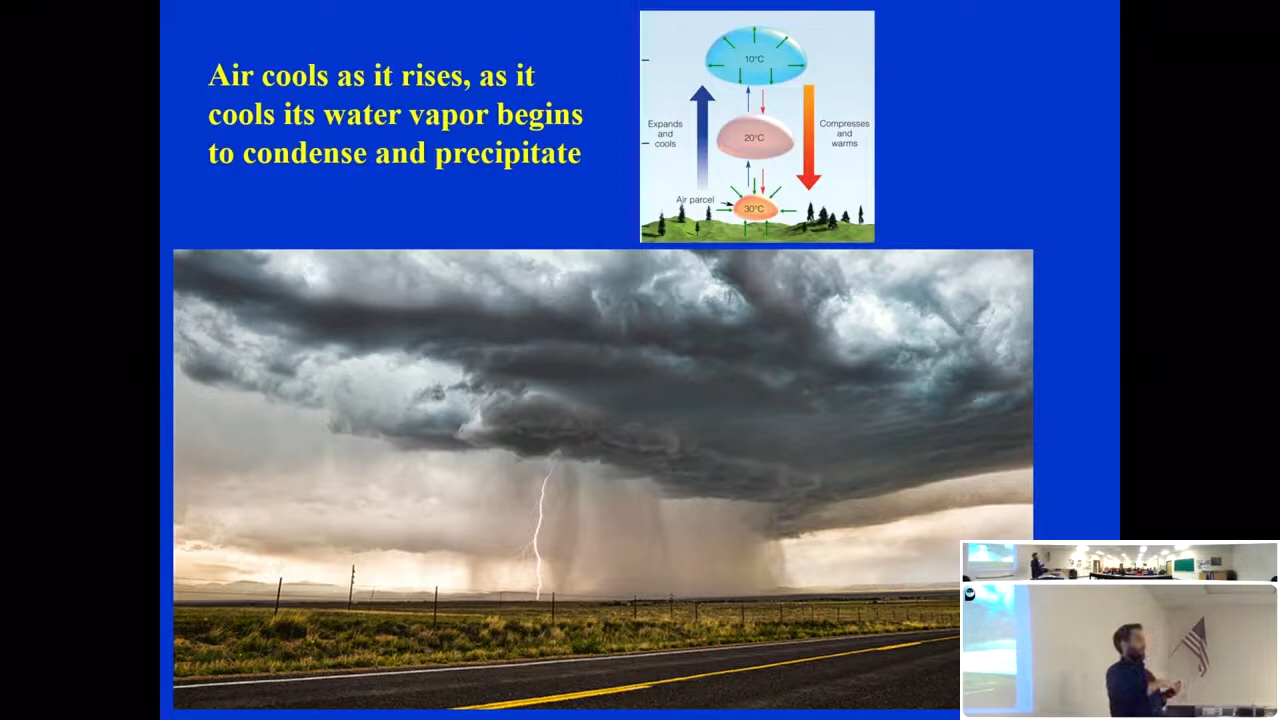 Air cools as it rises, as it
cools its water vapor begins
to condense and precipitate
10°C
Expands
and
cools
20°C
Compresses
and
warms
Air parcel
30°C